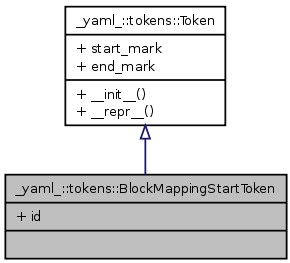 _yaml_::tokens::Token
+ start_mark
+ end_mark
+ __init__()
+ __repr__()
_yaml_::tokens::BlockMappingStartToken
+ id